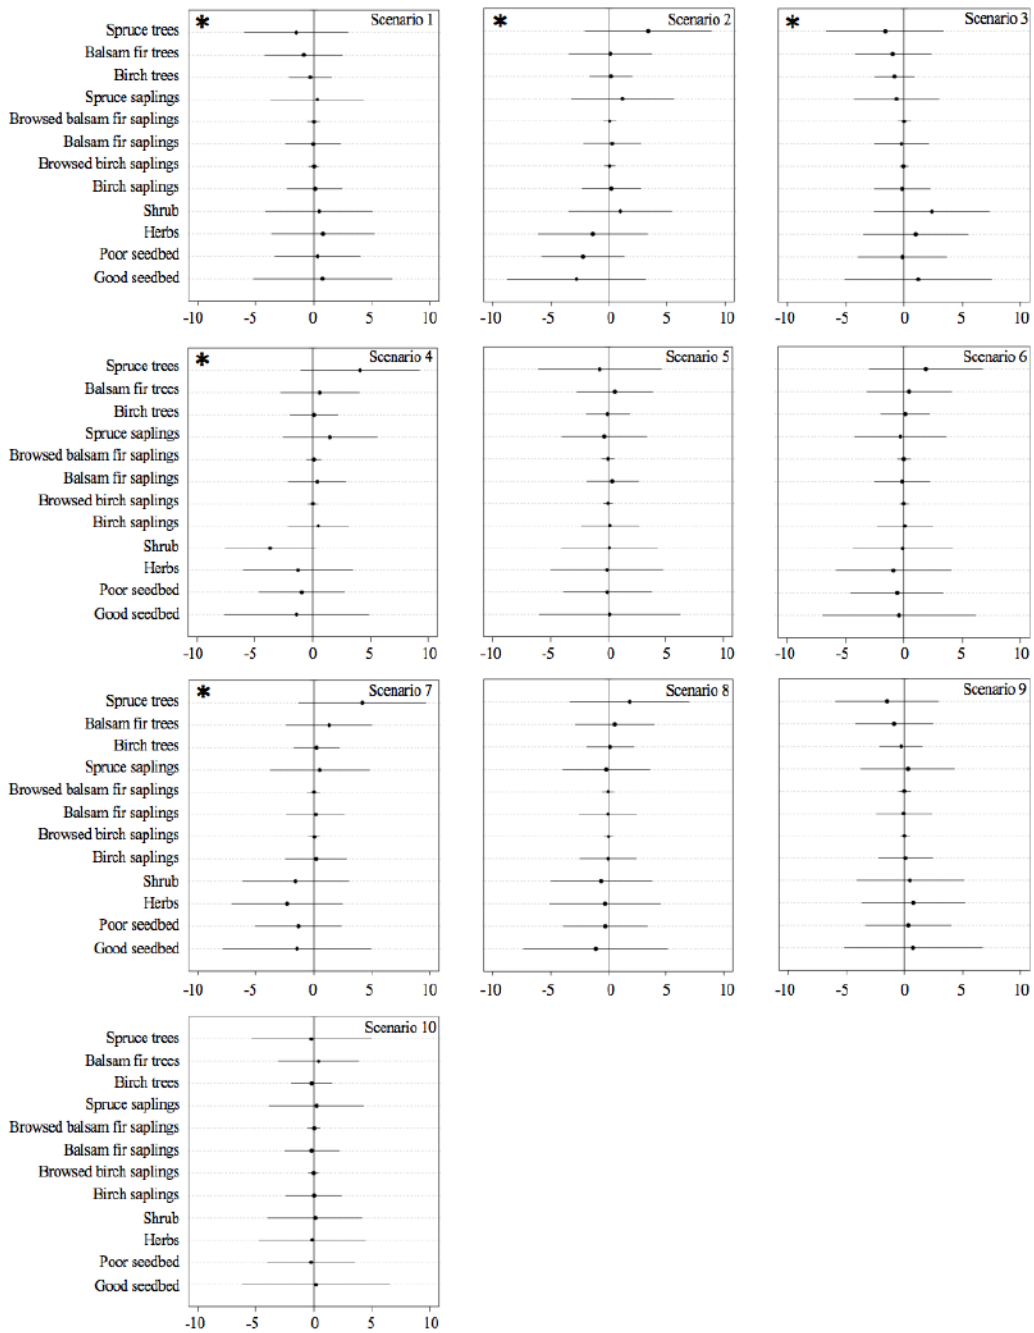 * Scenario 1
* Scenario 2
* Scenario 3
Spruce trees
Balsam fir trees
Birch trees
Spruce saplings
Browsed balsam fir saplings
Balsam fir saplings
Browsed birch saplings
Birch saplings
Shrub
Herbs
Poor seedbed
Good seedbed
-10 -5 0 5 10
-10 -5 0 5 10
-10 -5 0 5 10
* Scenario 4
Scenario 5
Scenario 6
Spruce trees
Balsam fir trees
Birch trees
Spruce saplings
Browsed balsam fir saplings
Balsam fir saplings
Browsed birch saplings
Birch saplings
Shrub
Herbs
Poor seedbed
Good seedbed
-10 -5 0 5 10
-10 -5 0 5 10
-10 -5 0 5 10
* Scenario 7
Scenario 8
Scenario 9
Spruce trees
Balsam fir trees
Birch trees
Spruce saplings
Browsed balsam fir saplings
Balsam fir saplings
Browsed birch saplings
Birch saplings
Shrub
Herbs
Poor seedbed
Good seedbed
-10 -5 0 5 10
-10 -5 0 5 10
-10 -5 0 5 10
Scenario 10
Spruce trees
Balsam fir trees
Birch trees
Spruce saplings
Browsed balsam fir saplings
Balsam fir saplings
Browsed birch saplings
Birch saplings
Shrub
Herbs
Poor seedbed
Good seedbed
-10 -5 0 5 10